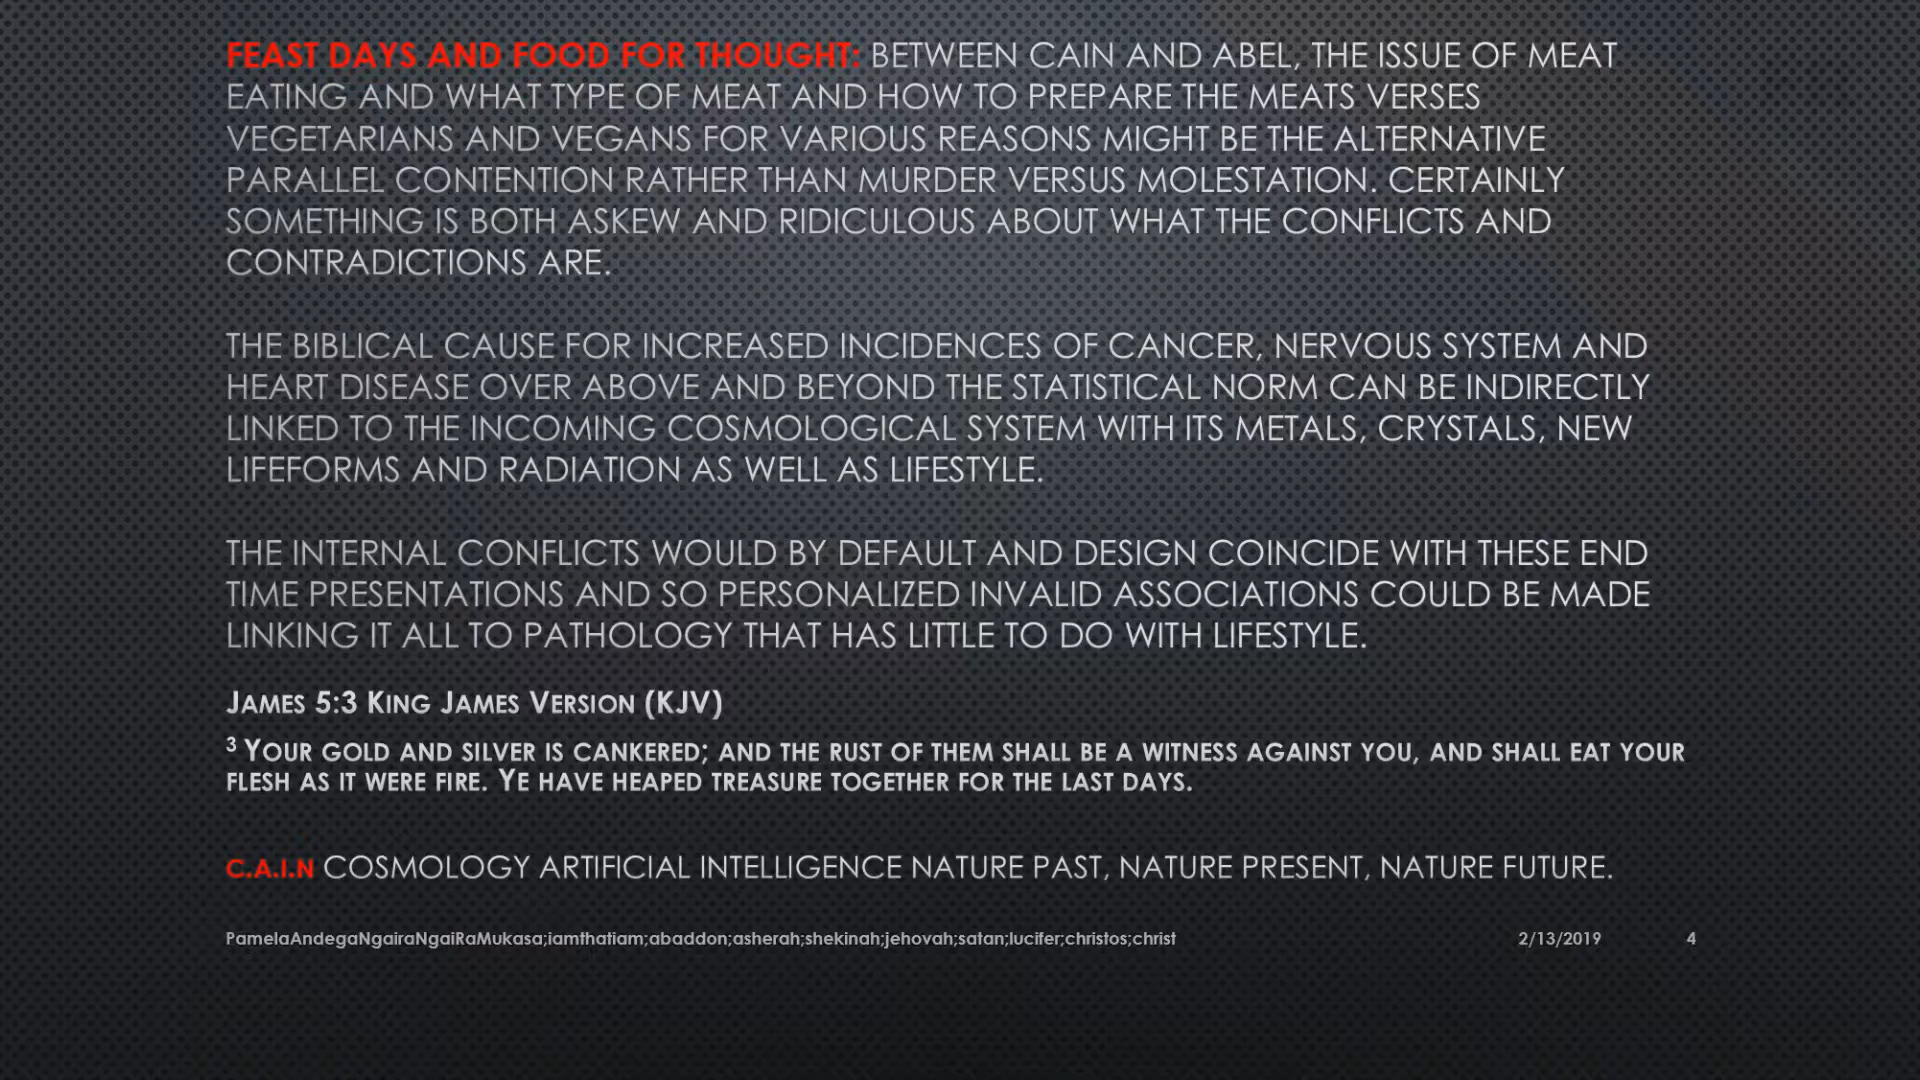 FEAST DAYS AND FOOD FOR THOUGHT: BETWEEN CAIN AND ABEL, THE ISSUE OF MEAT
EATING AND WHAT TYPE OF MEAT AND HOW TO PREPARE THE MEATS VERSES
VEGETARIANS AND VEGANS FOR VARIOUS REASONS MIGHT BE THE ALTERNATIVE
PARALLEL CONTENTION RATHER THAN MURDER VERSUS MOLESTATION. CERTAINLY
SOMETHING IS BOTH ASKEW AND RIDICULOUS ABOUT WHAT THE CONFLICTS AND
CONTRADICTIONS ARE.
THE BIBLICAL CAUSE FOR INCREASED INCIDENCES OF CANCER, NERVOUS SYSTEM AND
HEART DISEASE OVER ABOVE AND BEYOND THE STATISTICAL NORM CAN BE INDIRECTLY
LINKED TO THE INCOMING COSMOLOGICAL SYSTEM WITH ITS METALS, CRYSTALS, NEW
LIFEFORMS AND RADIATION AS WELL AS LIFESTYLE.
THE INTERNAL CONFLICTS WOULD BY DEFAULT AND DESIGN COINCIDE WITH THESE END
TIME PRESENTATIONS AND SO PERSONALIZED INVALID ASSOCIATIONS COULD BE MADE
LINKING IT ALL TO PATHOLOGY THAT HAS LITTLE TO DO WITH LIFESTYLE.
JAMES 5:3 KING JAMES VERSION (KJV)
3 YOUR GOLD AND SILVER IS CANKERED; AND THE RUST OF THEM SHALL BE A WITNESS AGAINST YOU, AND SHALL EAT YOUR
FLESH AS IT WERE FIRE. YE HAVE HEAPED TREASURE TOGETHER FOR THE LAST DAYS.
C.A.I.N COSMOLOGY ARTIFICIAL INTELLIGENCE NATURE PAST, NATURE PRESENT, NATURE FUTURE.
PamelaAndegaNgairaNgaiRaMukasa;iamthatiam;abaddon;asherah;shekinah;jehovah;satan;lucifer;christos;christ 2/13/2019 4